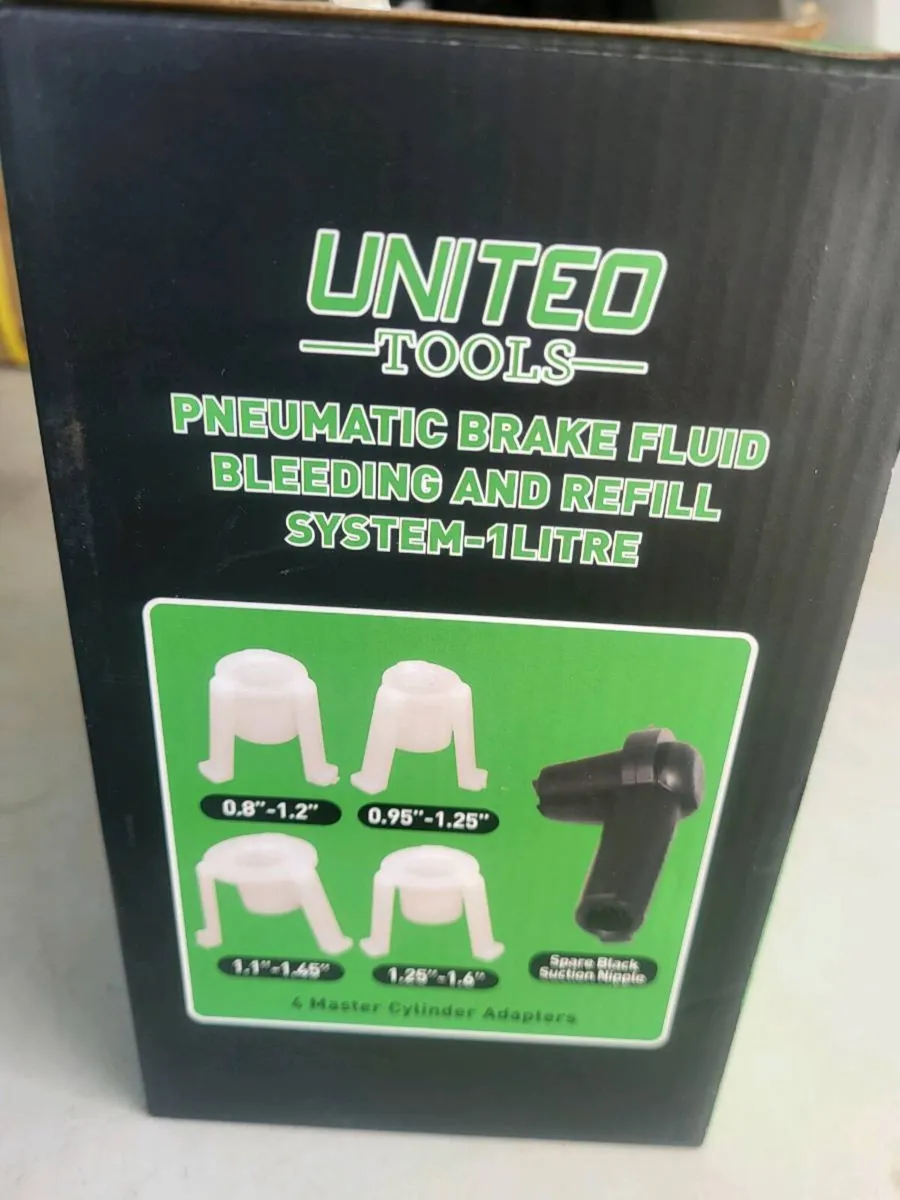 UNITEO
TOOLS
PNEUMATIC BRAKE FLUID
BLEEDING AND REFILL
SYSTEM-1LITRE
0.8"-1.2"
0.95"-1.25"
1.1"-1.45"
1.25"-1.6"
Spare Black
Suction Nipple
4 Master Cylinder Adapters